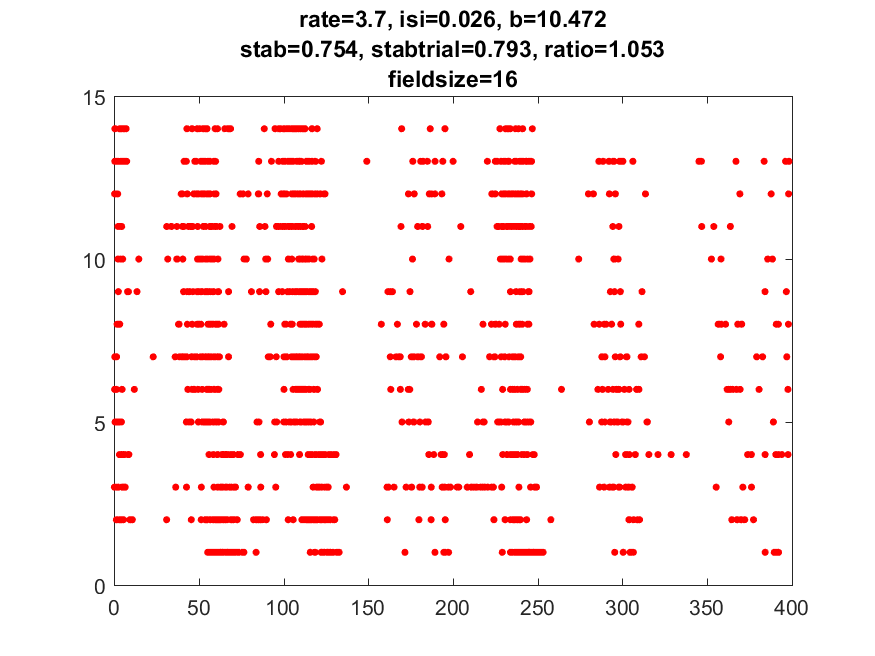 rate=3.7, isi=0.026, b=10.472
stab=0.754, stabtrial=0.793, ratio=1.053
fieldsize=16
15
10
5
0
0 50 100 150 200 250 300 350 400